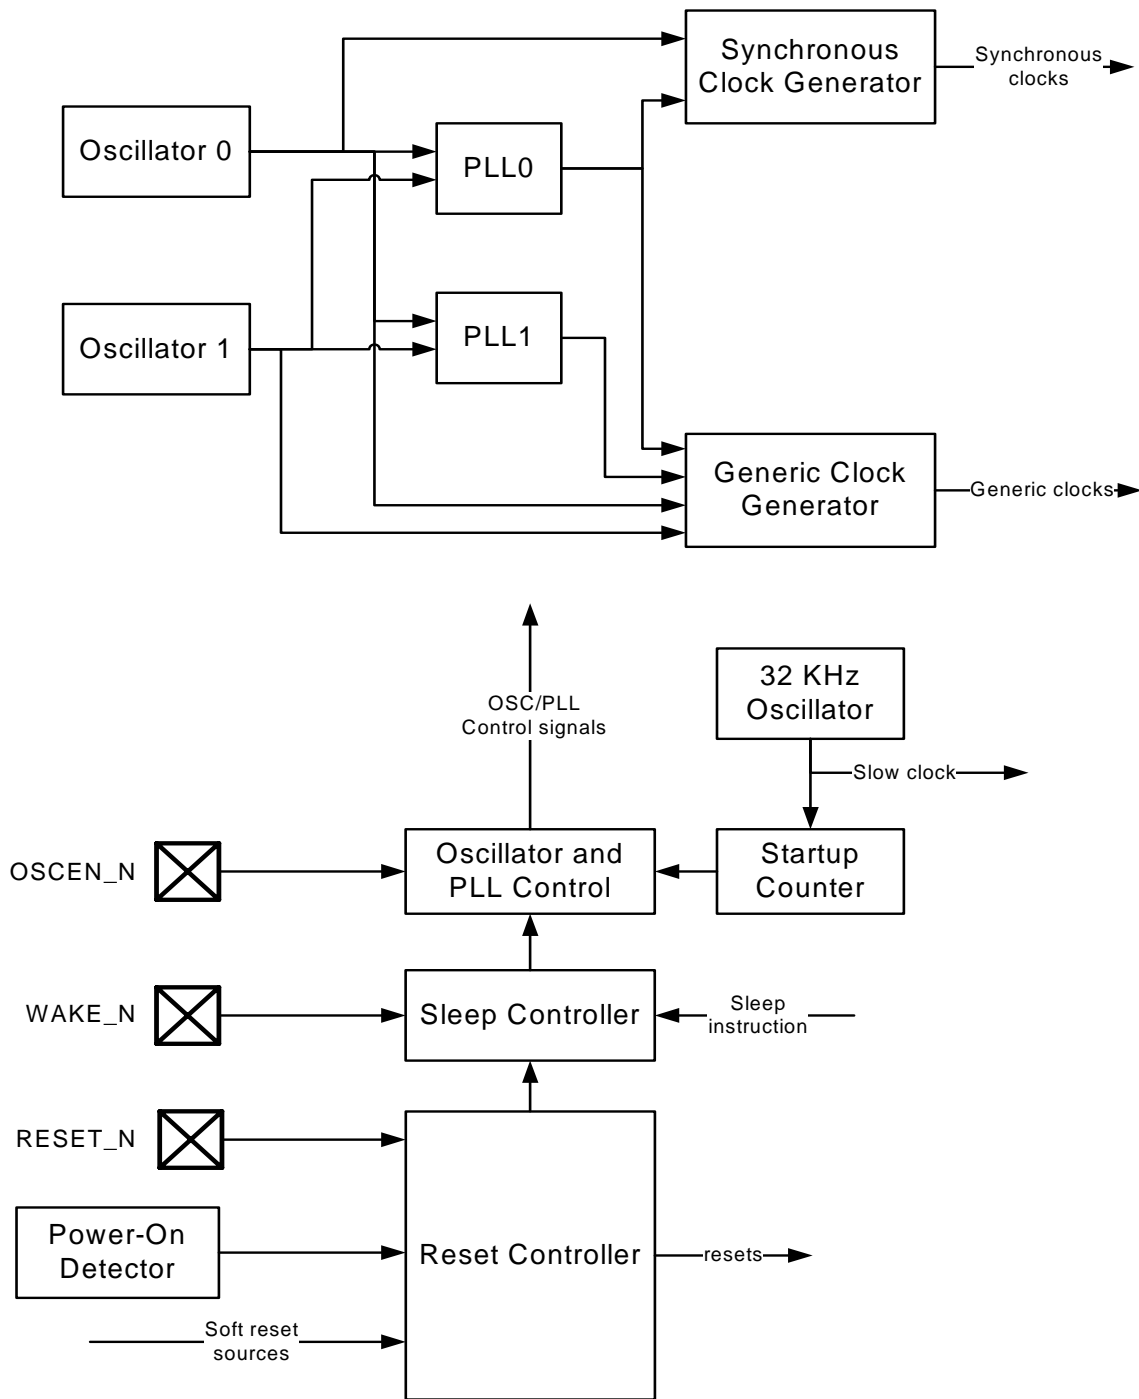 Synchronous
Clock Generator
Synchronous
clocks
Oscillator 0
PLL0
Oscillator 1
PLL1
Generic Clock
Generator
Generic clocks
OSC/PLL
Control signals
32 KHz
Oscillator
Slow clock
OSCEN_N
Oscillator and
PLL Control
Startup
Counter
WAKE_N
Sleep Controller
Sleep
instruction
RESET_N
Power-On
Detector
Reset Controller
resets
Soft reset
sources